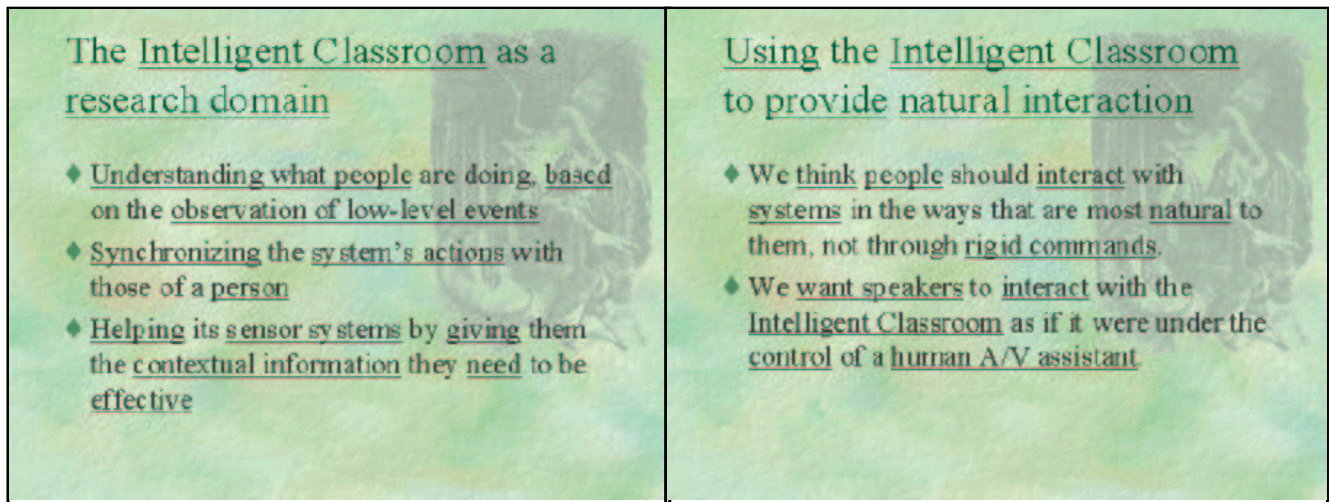 The Intelligent Classroom as a
research domain
Understanding what people are doing, based
on the observation of low-level events
Synchronizing the system's actions with
those of a person
Helping its sensor systems by giving them
the contextual information they need to be
effective
Using the Intelligent Classroom
to provide natural interaction
We think people should interact with
systems in the ways that are most natural to
them, not through rigid commands.
We want speakers to interact with the
Intelligent Classroom as if it were under the
control of a human A/V assistant.